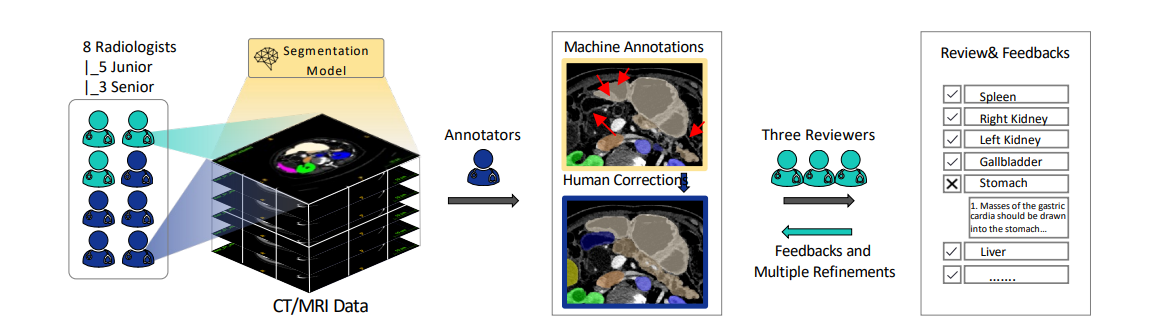 8 Radiologists
|_5 Junior
|_3 Senior
Segmentation
Model
CT/MRI Data
Annotators
Machine Annotations
Human Corrections
Three Reviewers
Feedbacks and
Multiple Refinements
Review& Feedbacks
Spleen
Right Kidney
Left Kidney
Gallbladder
Stomach
1. Masses of the gastric
cardia should be drawn
into the stomach...
Liver
.......